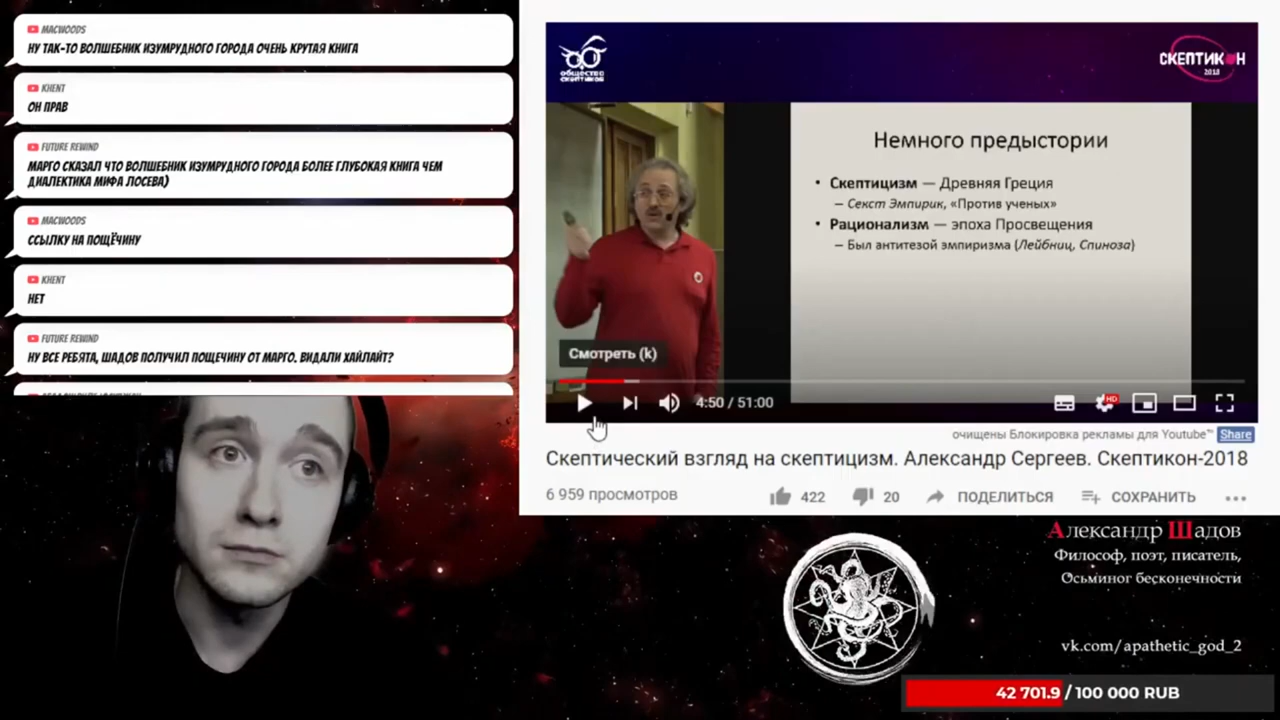 MACWOODS
НУ ТАК-ТО ВОЛШЕБНИК ИЗУМРУДНОГО ГОРОДА ОЧЕНЬ КРУТАЯ КНИГА
KHENT
ОН ПРАВ
FUTURE REWIND
МАРГО СКАЗАЛ ЧТО ВОЛШЕБНИК ИЗУМРУДНОГО ГОРОДА БОЛЕЕ ГЛУБОКАЯ КНИГА ЧЕМ
ДИАЛЕКТИКА МИФА ЛОСЕВА)
MACWOODS
ССЫЛКУ НА ПОЩЁЧИНУ
KHENT
НЕТ
FUTURE REWIND
НУ ВСЕ РЕБЯТА, ШАДОВ ПОЛУЧИЛ ПОЩЕЧИНУ ОТ МАРГО. ВИДАЛИ ХАЙЛАЙТ?
общество
скептиков
СКЕПТИКОН
2018
Немного предыстории
• Скептицизм — Древняя Греция
– Секст Эмпирик, «Против ученых»
• Рационализм — эпоха Просвещения
– Был антитезой эмпиризма (Лейбниц, Спиноза)
Смотреть (k)
4:50 / 51:00
HD
очищены Блокировка рекламы для Youtube™ Share
Скептический взгляд на скептицизм. Александр Сергеев. Скептикон-2018
6 959 просмотров
422
20
ПОДЕЛИТЬСЯ
СОХРАНИТЬ
Александр Шадов
Философ, поэт, писатель,
Осьминог бесконечности
vk.com/apathetic_god_2
42 701.9 / 100 000 RUB